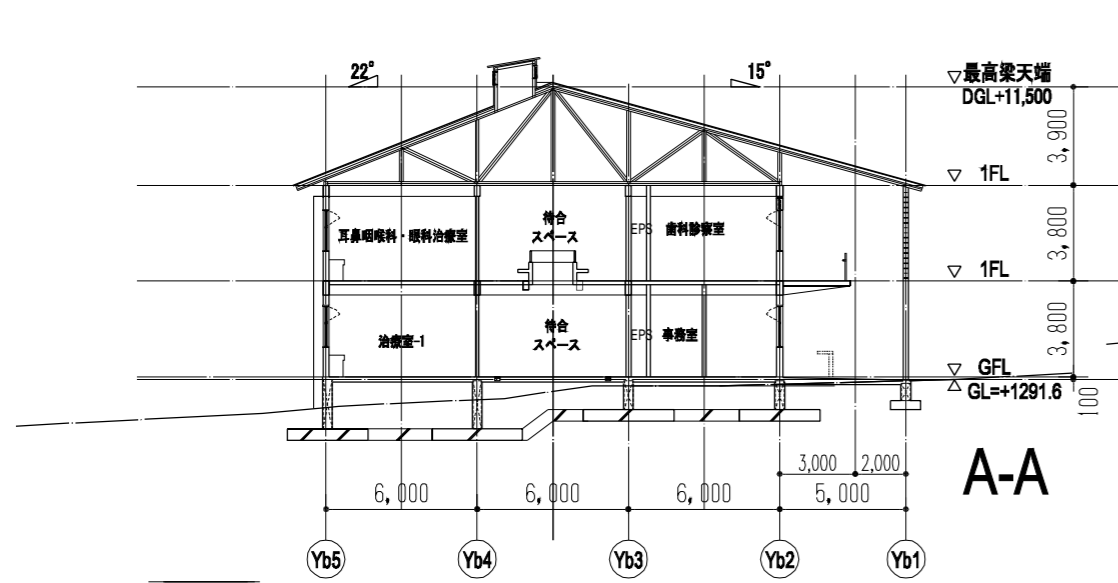 22°
15°
最高梁天端
DGL+11,500
3,900
1FL
耳鼻咽喉科・眼科治療室
待合
スペース
EPS
歯科診療室
3,800
1FL
治療室-1
待合
スペース
EPS
事務室
3,800
GFL
GL=+1291.6
100
3,000
2,000
A-A
6,000
6,000
6,000
5,000
Yb5
Yb4
Yb3
Yb2
Yb1